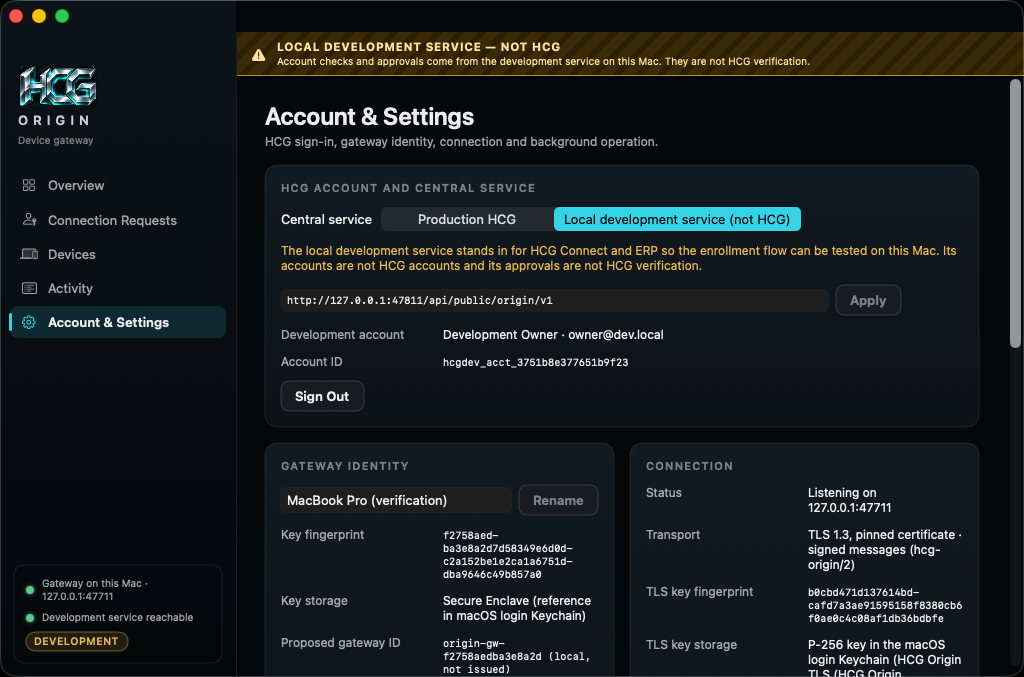 LOCAL DEVELOPMENT SERVICE — NOT HCG
Account checks and approvals come from the development service on this Mac. They are not HCG verification.
HCG
ORIGIN
Device gateway
Overview
Connection Requests
Devices
Activity
Account & Settings
Gateway on this Mac ·
127.0.0.1:47711
Development service reachable
DEVELOPMENT
Account & Settings
HCG sign-in, gateway identity, connection and background operation.
HCG ACCOUNT AND CENTRAL SERVICE
Central service
Production HCG
Local development service (not HCG)
The local development service stands in for HCG Connect and ERP so the enrollment flow can be tested on this Mac. Its
accounts are not HCG accounts and its approvals are not HCG verification.
http://127.0.0.1:47811/api/public/origin/v1
Apply
Development account
Development Owner · owner@dev.local
Account ID
hcgdev_acct_3751b8e377651b9f23
Sign Out
GATEWAY IDENTITY
MacBook Pro (verification)
Rename
Key fingerprint
f2758aed-
ba3e8a2d7d58349e6d0d-
c2a152be1e2ca1a6751d-
dba9646c49b857a0
Key storage
Secure Enclave (reference
in macOS login Keychain)
Proposed gateway ID
origin-gw-
f2758aedba3e8a2d (local,
not issued)
CONNECTION
Status
Listening on
127.0.0.1:47711
Transport
TLS 1.3, pinned certificate ·
signed messages (hcg-
origin/2)
TLS key fingerprint
b0cbd471d137614bd-
cafd7a3ae91595158f8380cb6
f0ae0c4c08af1db36bdbfe
TLS key storage
P-256 key in the macOS
login Keychain (HCG Origin
TLS (HCG Origin